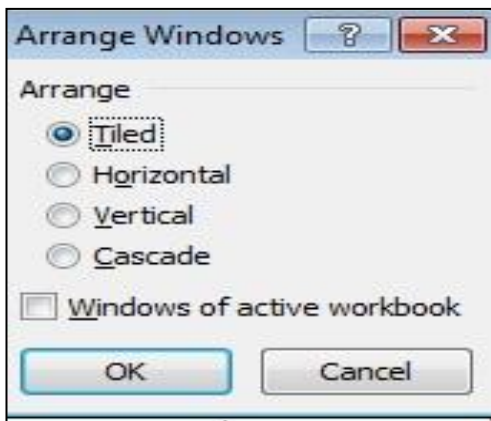 Arrange Windows ?
Arrange
Tiled
Horizontal
Vertical
Cascade
Windows of active workbook
OK Cancel